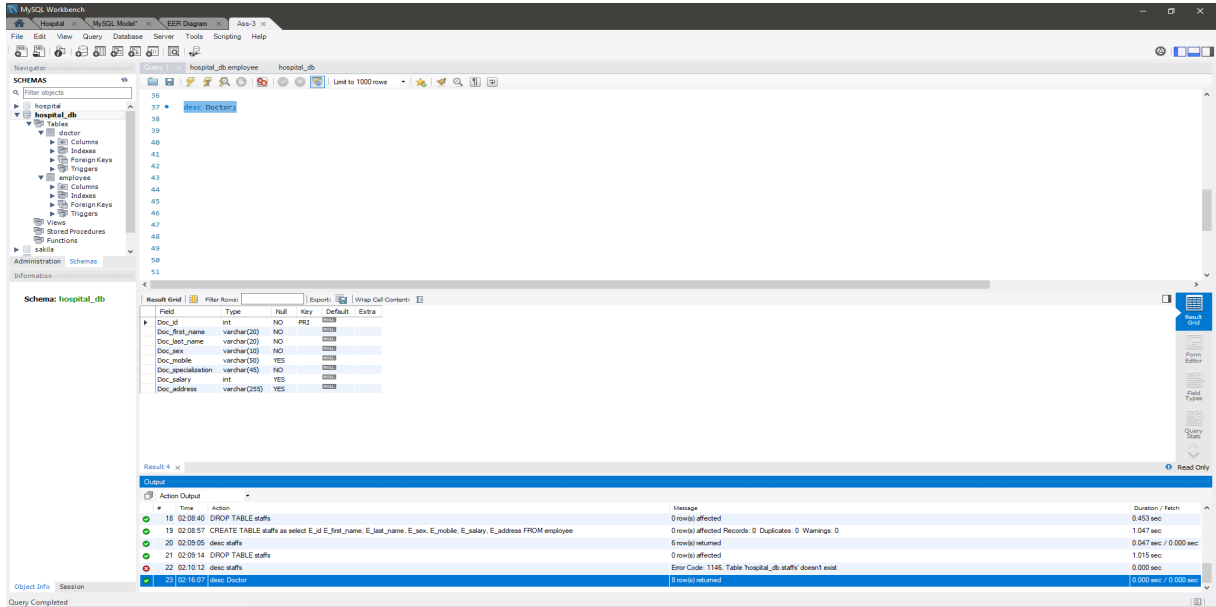 MySQL Workbench
Hospital × MySQL Model* × EER Diagram × Ass-3 ×
File Edit View Query Database Server Tools Scripting Help
Navigator
Query 1 hospital_db.employee hospital_db
SCHEMAS
Limit to 1000 rows
Filter objects
hospital
hospital_db
Tables
doctor
Columns
Indexes
Foreign Keys
Triggers
employee
Columns
Indexes
Foreign Keys
Triggers
Views
Stored Procedures
Functions
sakila
Administration Schemas
Information
Schema: hospital_db
36
37 desc Doctor;
38
39
40
41
42
43
44
45
46
47
48
49
50
51
Result Grid Filter Rows: Export: Wrap Cell Content:
Field Type Null Key Default Extra
Doc_id int NO PRI NULL
Doc_first_name varchar(20) NO NULL
Doc_last_name varchar(20) NO NULL
Doc_sex varchar(10) NO NULL
Doc_mobile varchar(50) YES NULL
Doc_specialization varchar(45) NO NULL
Doc_salary int YES NULL
Doc_address varchar(255) YES NULL
Result Grid
Form Editor
Field Types
Query Stats
Result 4 × Read Only
Output
Action Output
# Time Action Message Duration / Fetch
18 02:08:40 DROP TABLE staffs 0 row(s) affected 0.453 sec
19 02:08:57 CREATE TABLE staffs as select E_id E_first_name, E_last_name, E_sex, E_mobile, E_salary, E_address FROM employee 0 row(s) affected Records: 0 Duplicates: 0 Warnings: 0 1.047 sec
20 02:09:05 desc staffs 6 row(s) returned 0.047 sec / 0.000 sec
21 02:09:14 DROP TABLE staffs 0 row(s) affected 1.015 sec
22 02:10:12 desc staffs Error Code: 1146. Table 'hospital_db.staffs' doesn't exist 0.000 sec
23 02:16:07 desc Doctor 8 row(s) returned 0.000 sec / 0.000 sec
Object Info Session
Query Completed